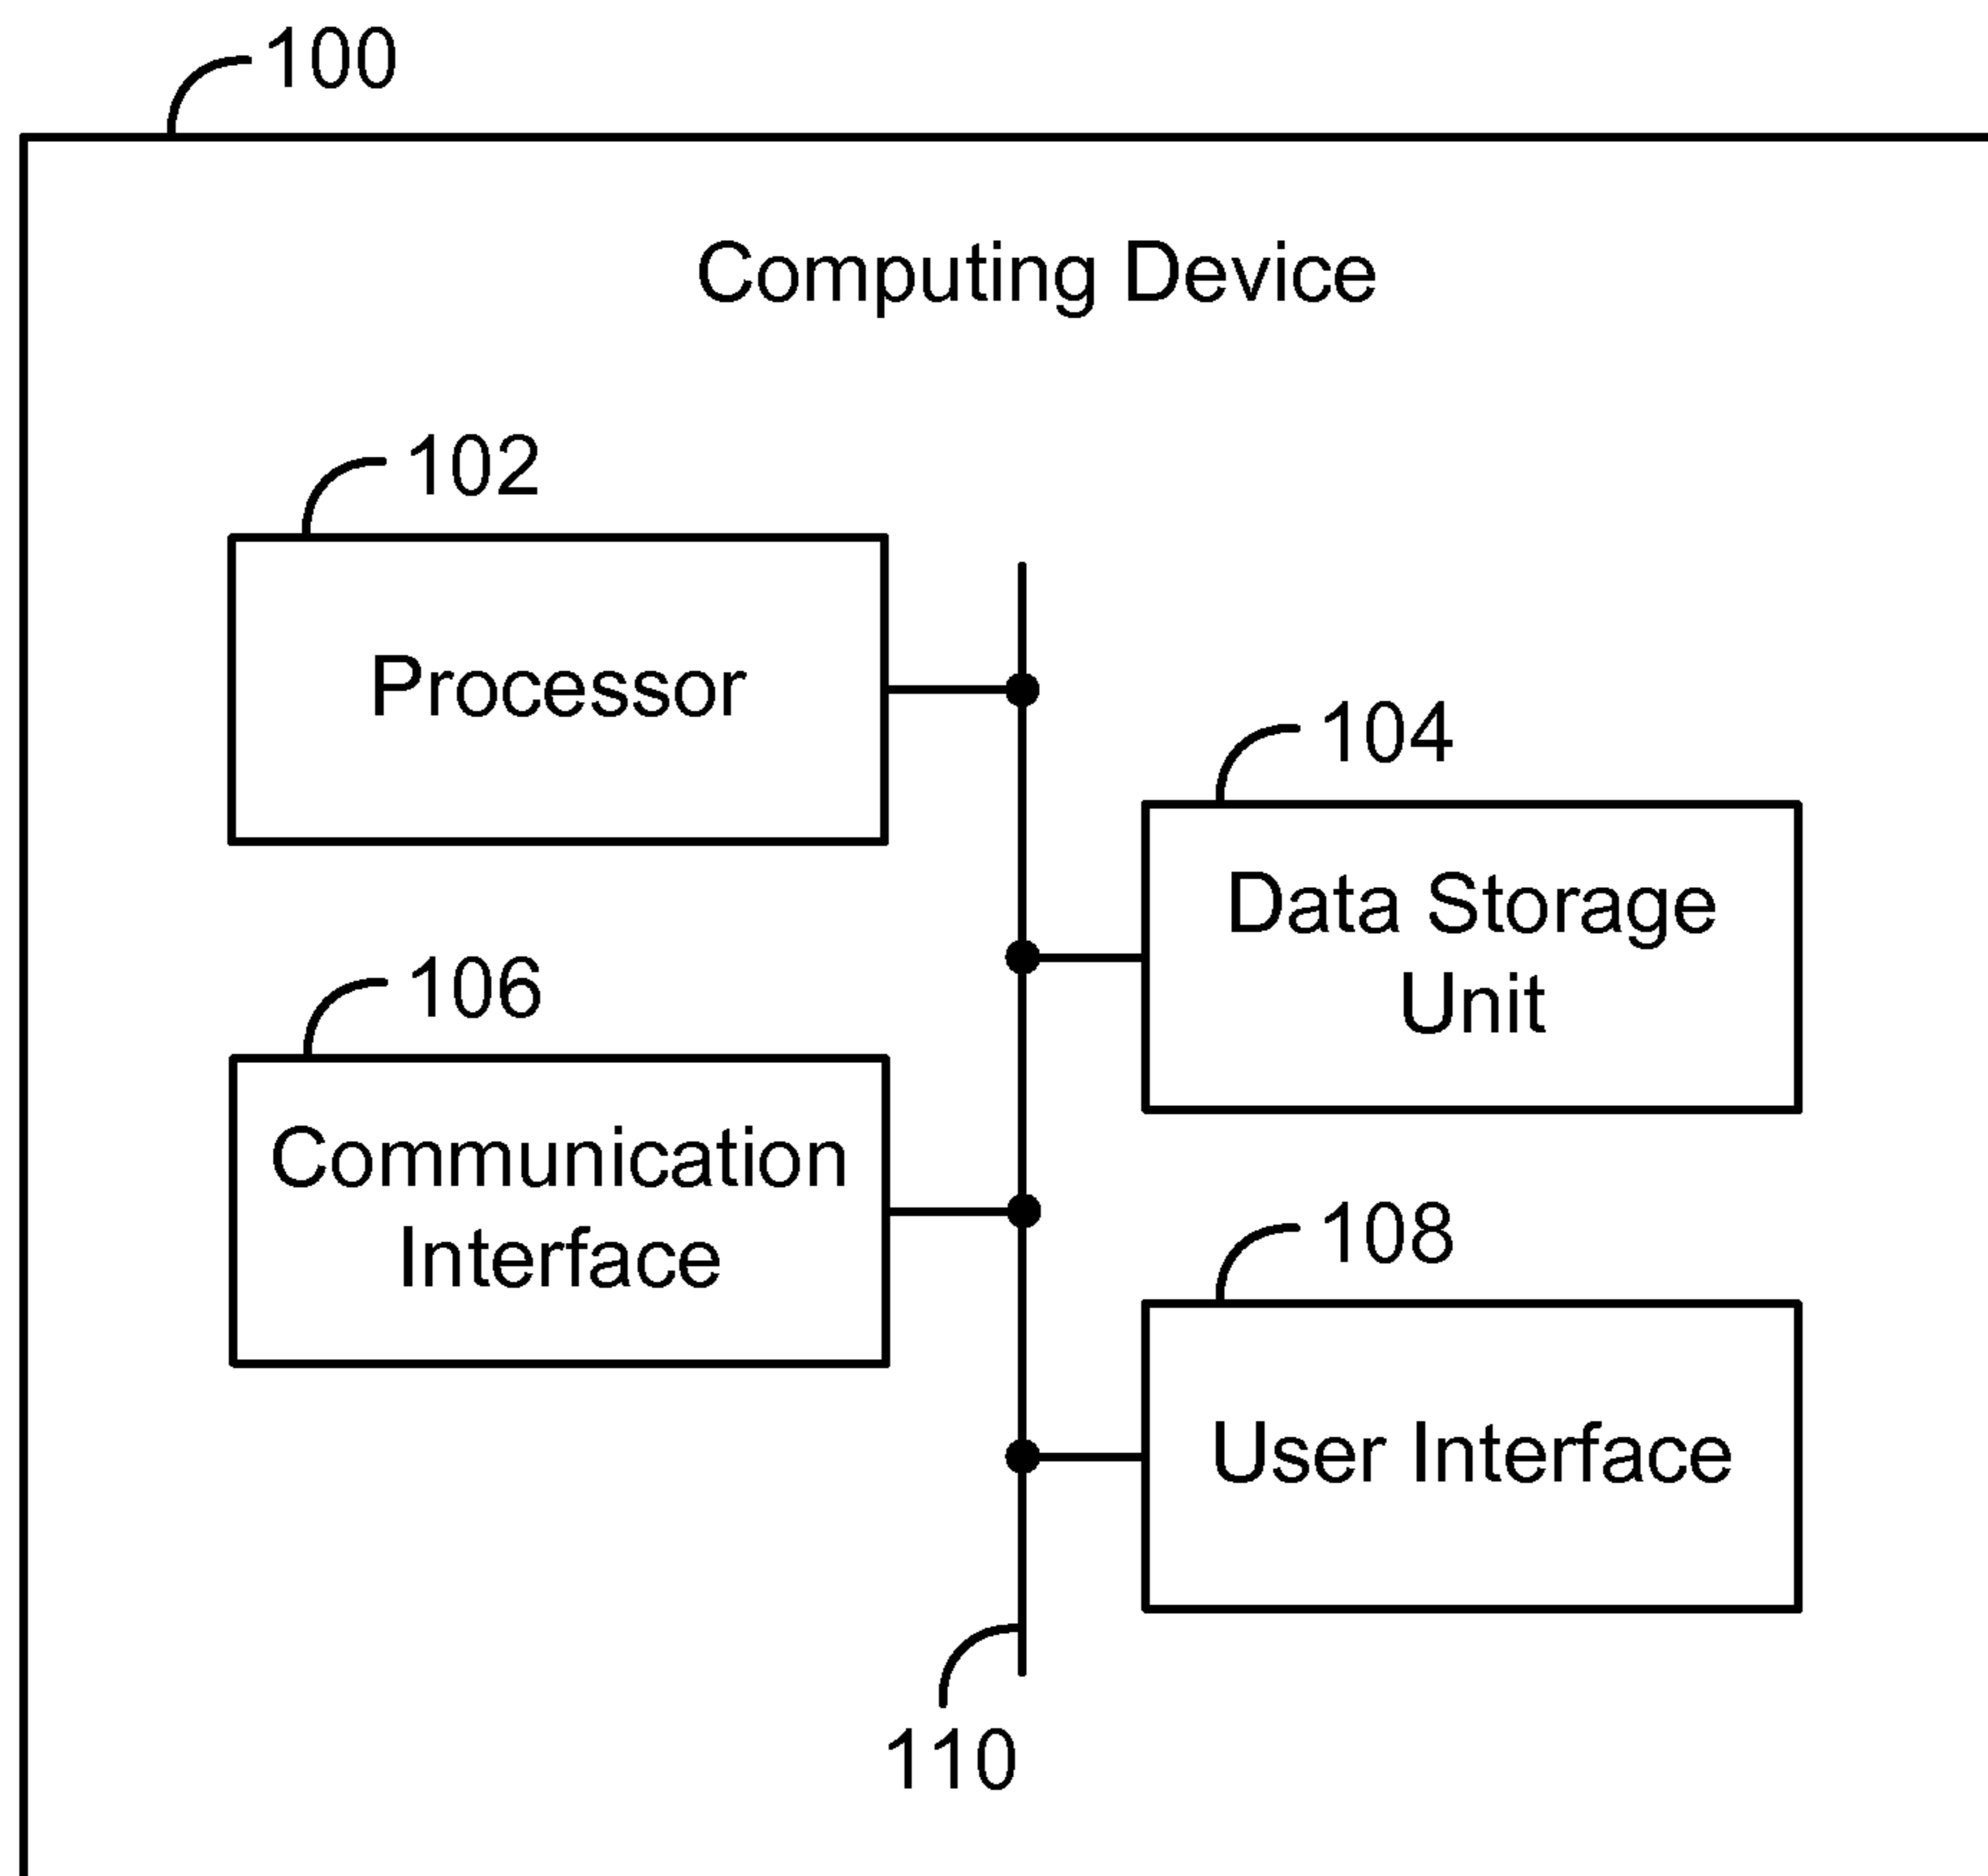 100
Computing Device
102
Processor
104
Data Storage
Unit
106
Communication
Interface
108
User Interface
110